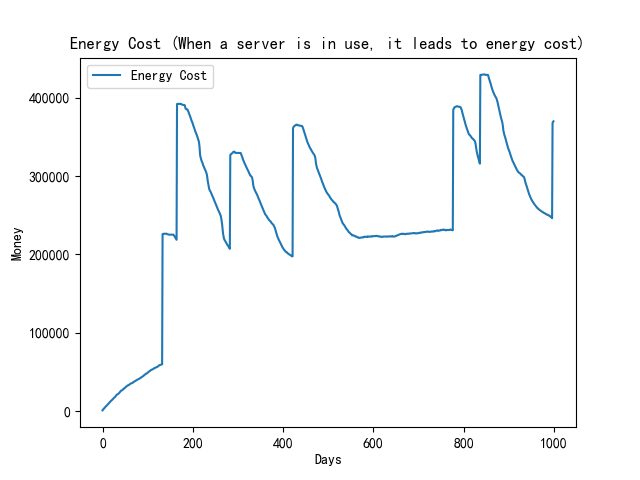 Energy Cost (When a server is in use, it leads to energy cost)
Energy Cost
400000
300000
200000
100000
0
Money
0 200 400 600 800 1000
Days